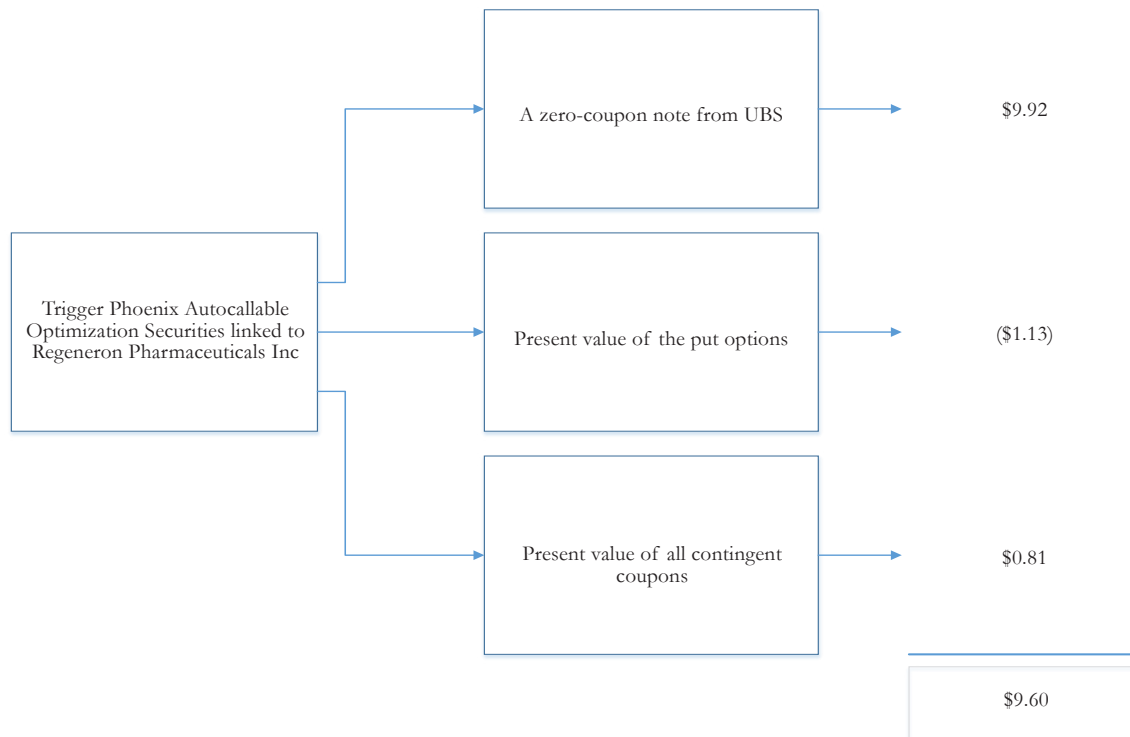 A zero-coupon note from UBS
$9.92
Trigger Phoenix Autocallable
Optimization Securities linked to
Regeneron Pharmaceuticals Inc
Present value of the put options
($1.13)
Present value of all contingent
coupons
$0.81
$9.60